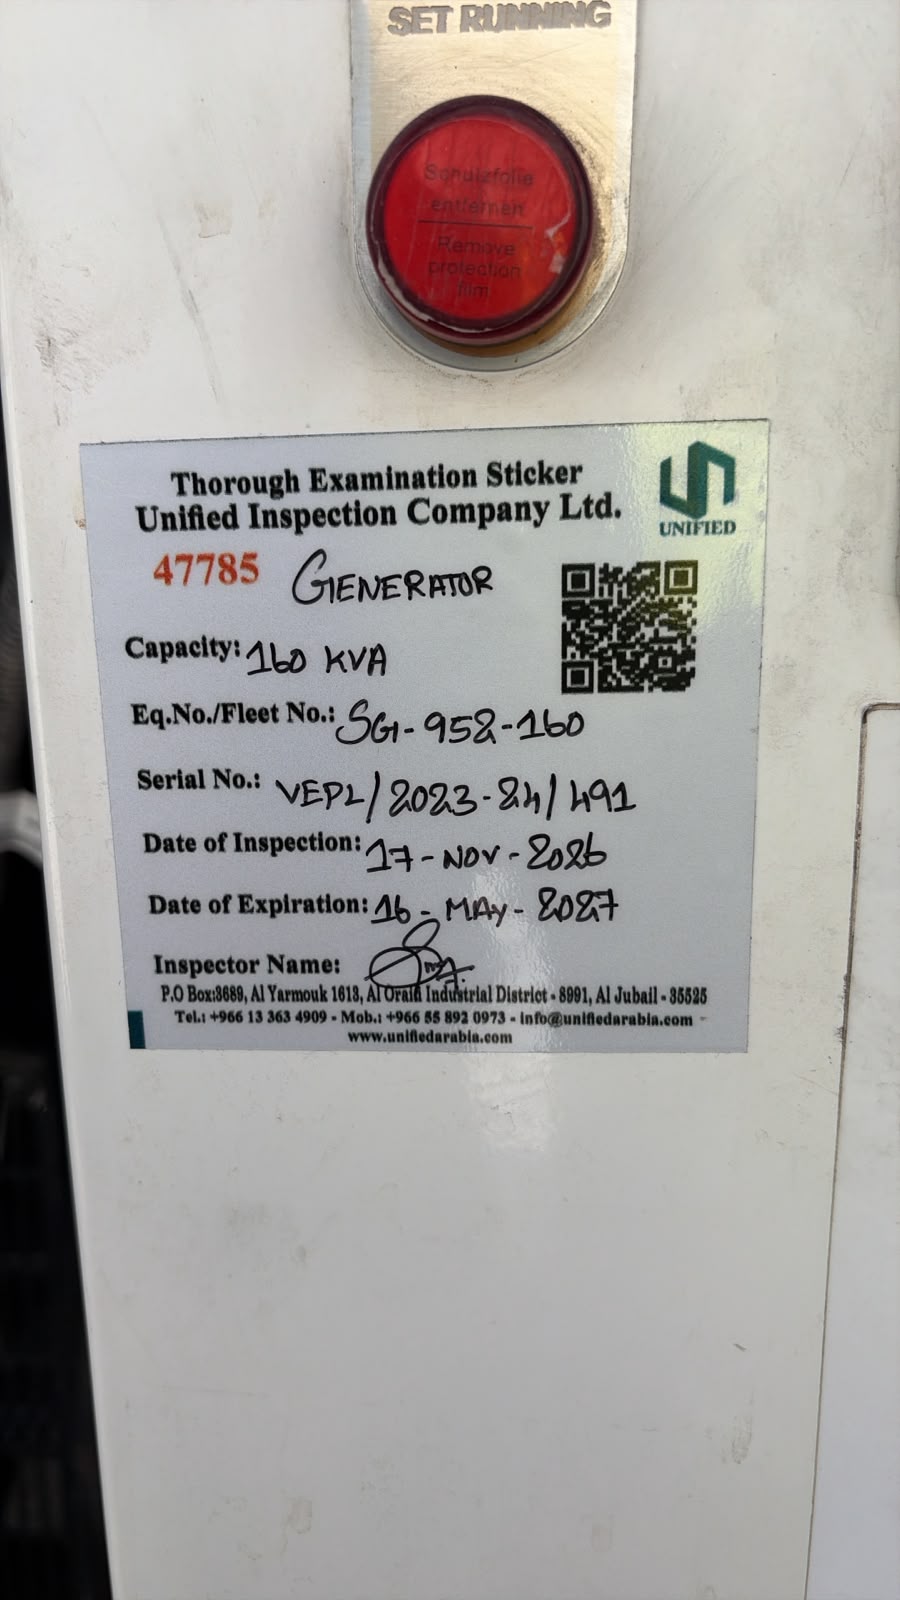 SET RUNNING
Schutzfolie
entfernen
Remove
protection
film
Thorough Examination Sticker
Unified Inspection Company Ltd.
UNIFIED
47785 GENERATOR
Capacity: 160 KVA
Eq.No./Fleet No.: SG-952-160
Serial No.: VEPL/2023-24/491
Date of Inspection: 17-NOV-2026
Date of Expiration: 16-MAY-2027
Inspector Name:
P.O Box:3689, Al Yarmouk 1613, Al Oraid Industrial District - 8991, Al Jubail - 35525
Tel.: +966 13 363 4909 - Mob.: +966 55 892 0973 - info@unifiedarabia.com
www.unifiedarabia.com